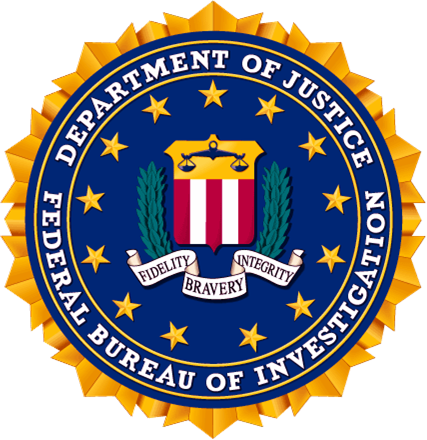 DEPARTMENT OF JUSTICE
FIDELITY
BRAVERY
INTEGRITY
FEDERAL BUREAU OF INVESTIGATION